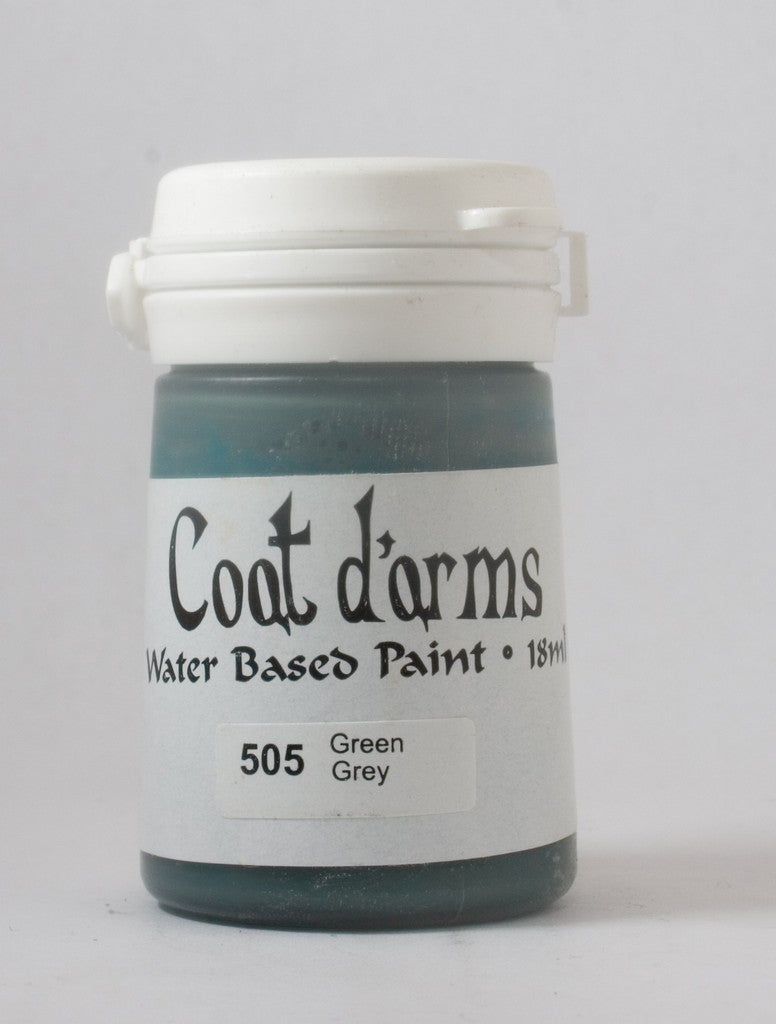 Coat d'arms
Water Based Paint • 18ml
505 Green
Grey